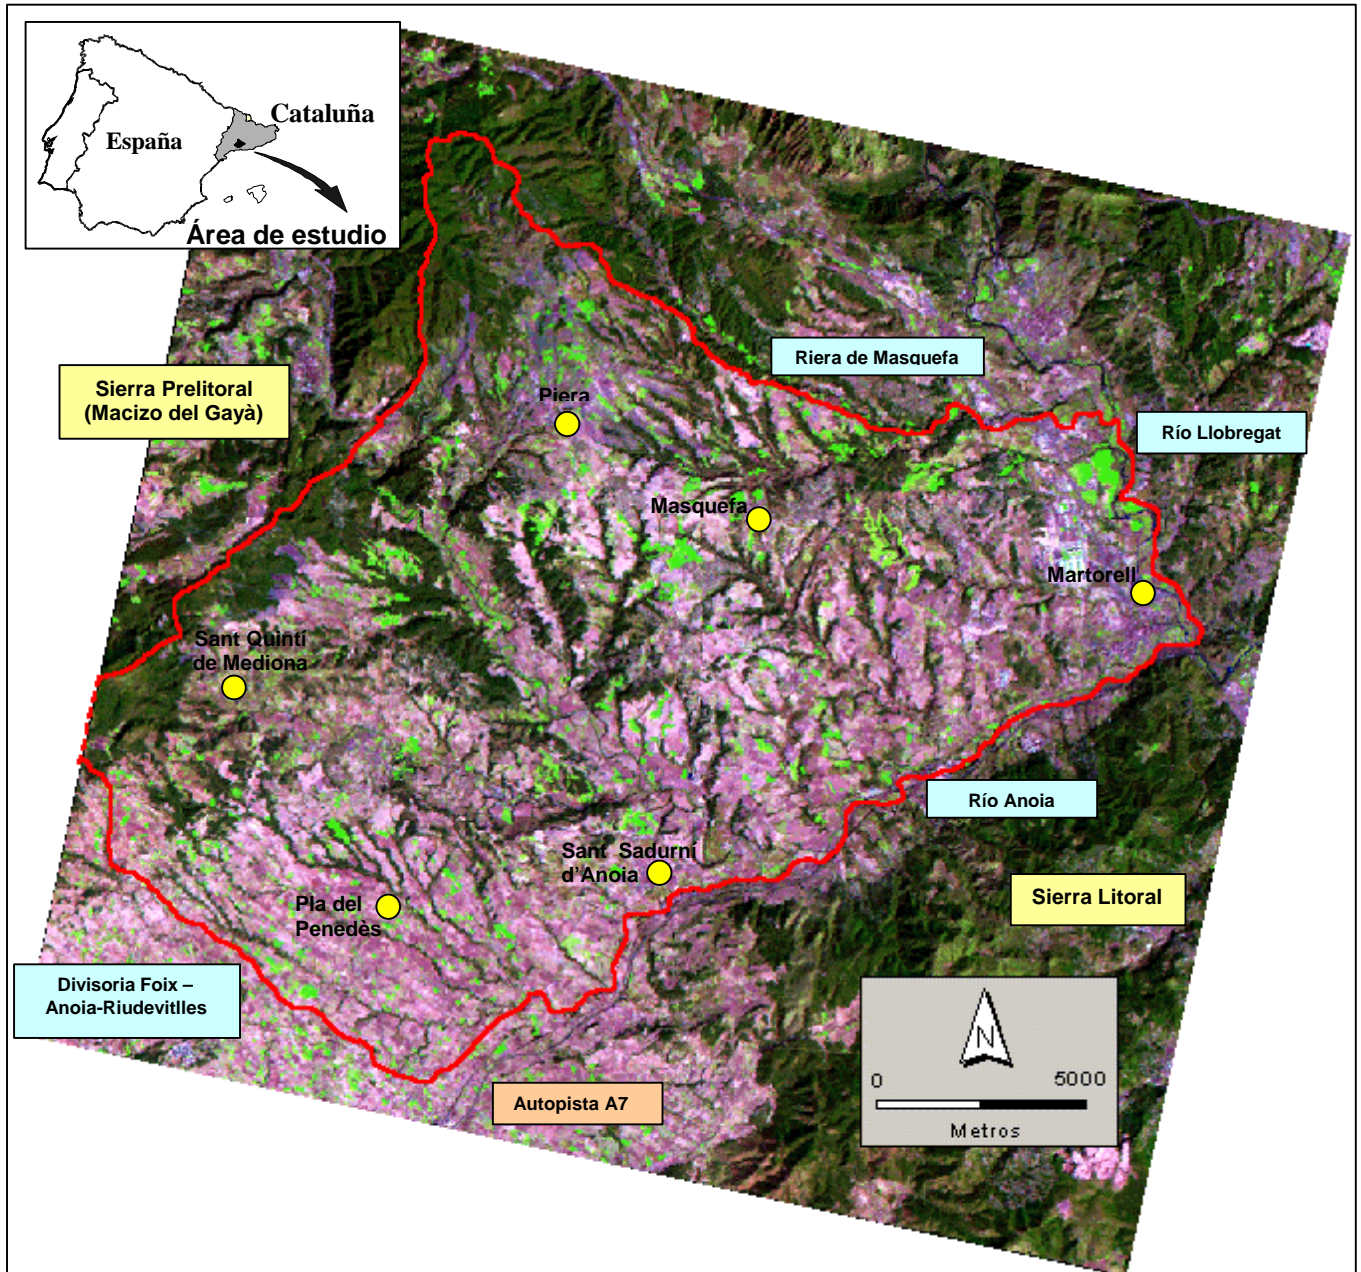 Cataluña
España
Área de estudio
Riera de Masquefa
Sierra Prelitoral
(Macizo del Gayà)
Piera
Río Llobregat
Masquefa
Martorell
Sant Quintí
de Mediona
Río Anoia
Sant Sadurní
d'Anoia
Sierra Litoral
Pla del
Penedès
Divisoria Foix –
Anoia-Riudevitlles
N
0 5000
Metros
Autopista A7